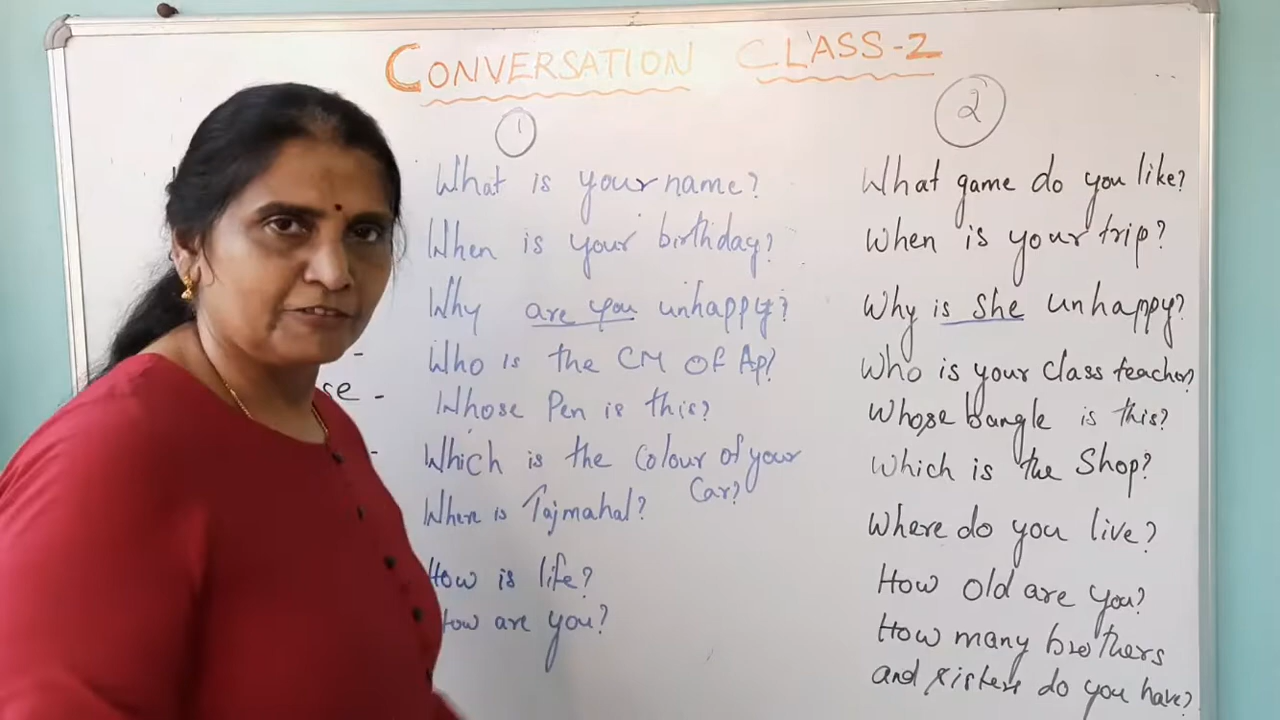 CONVERSATION CLASS-2
1
What is your name?
When is your birthday?
Why are you unhappy?
Who is the CM OF Ap?
Whose Pen is this?
Which is the Colour of your
Car?
Where is Tajmahal?
How is life?
How are you?
2
What game do you like?
When is your trip?
Why is she unhappy?
Who is your class teacher?
Whose bangle is this?
Which is the Shop?
Where do you live?
How old are you?
How many brothers
and sisters do you have?